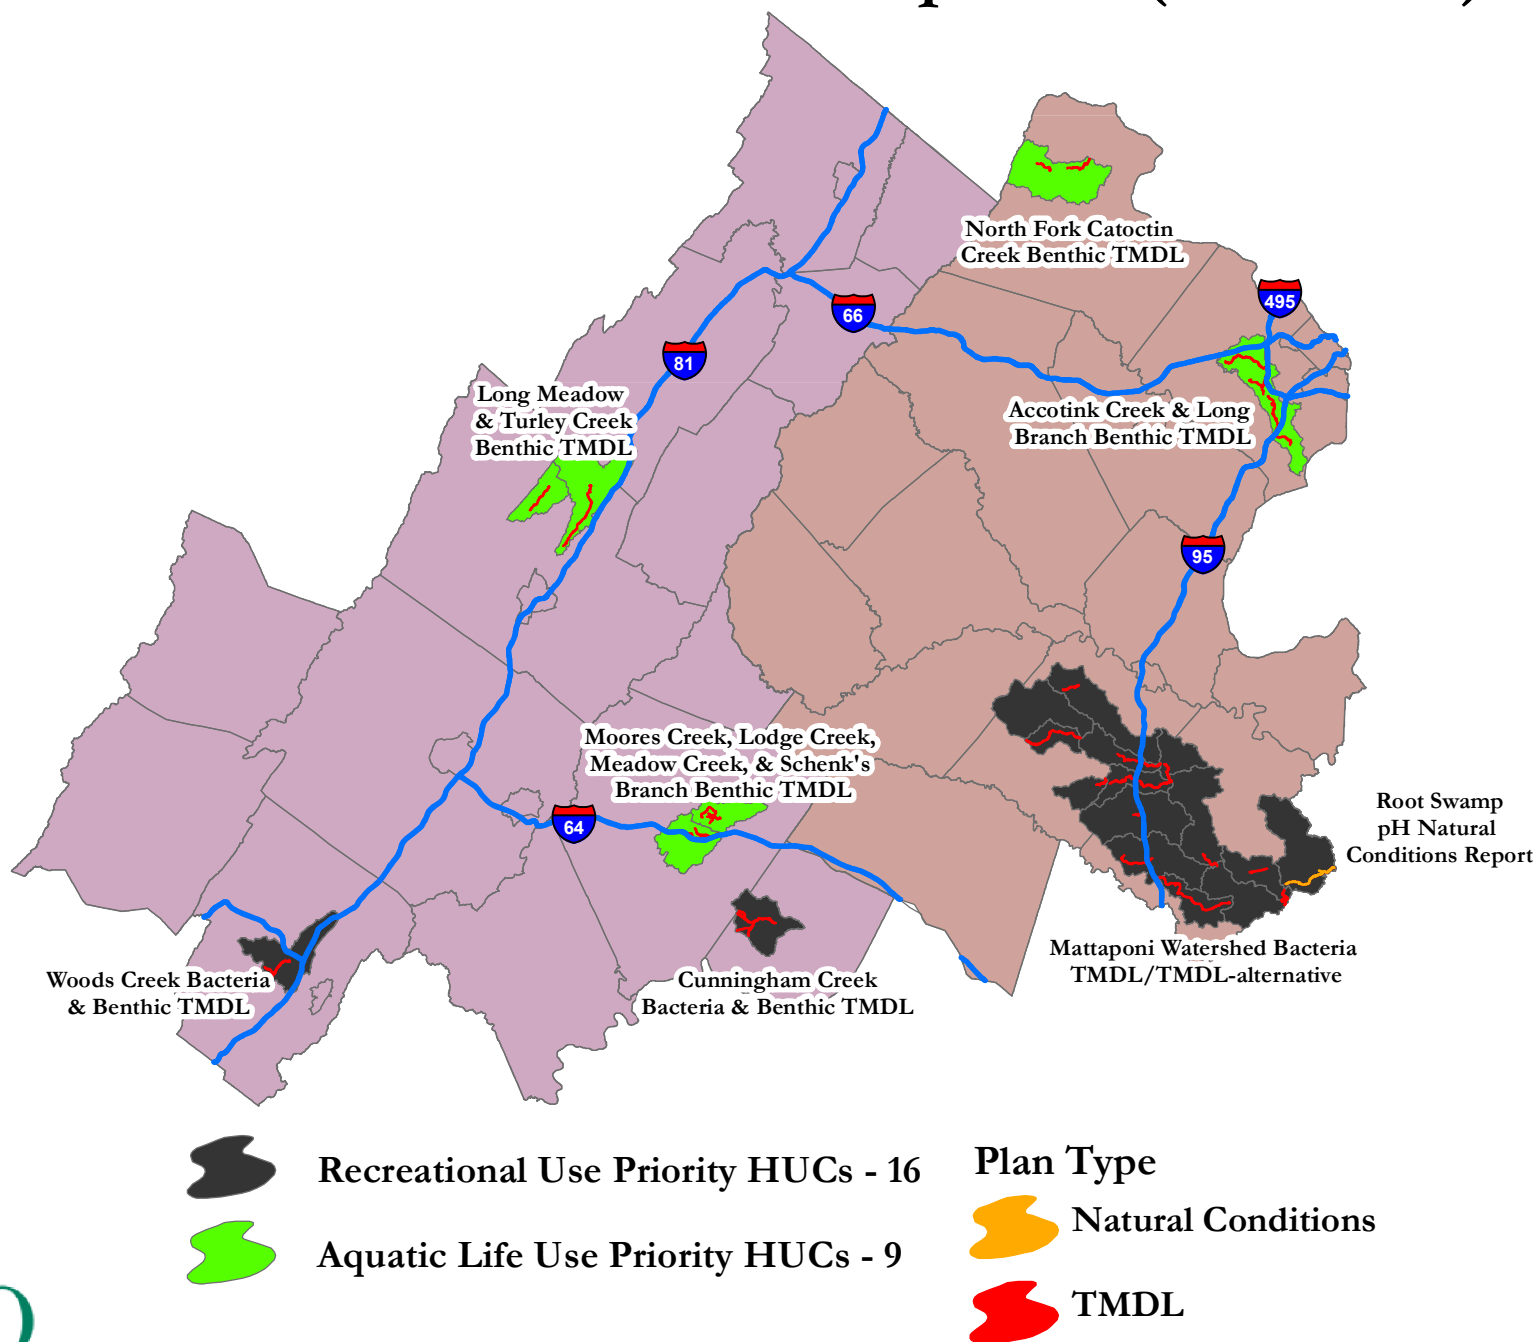 North Fork Catoctin
Creek Benthic TMDL
495
66
81
Long Meadow
& Turley Creek
Benthic TMDL
Accotink Creek & Long
Branch Benthic TMDL
95
Moores Creek, Lodge Creek,
Meadow Creek, & Schenk's
Branch Benthic TMDL
64
Root Swamp
pH Natural
Conditions Report
Mattaponi Watershed Bacteria
TMDL/TMDL-alternative
Woods Creek Bacteria
& Benthic TMDL
Cunningham Creek
Bacteria & Benthic TMDL
Recreational Use Priority HUCs - 16
Aquatic Life Use Priority HUCs - 9
Plan Type
Natural Conditions
TMDL